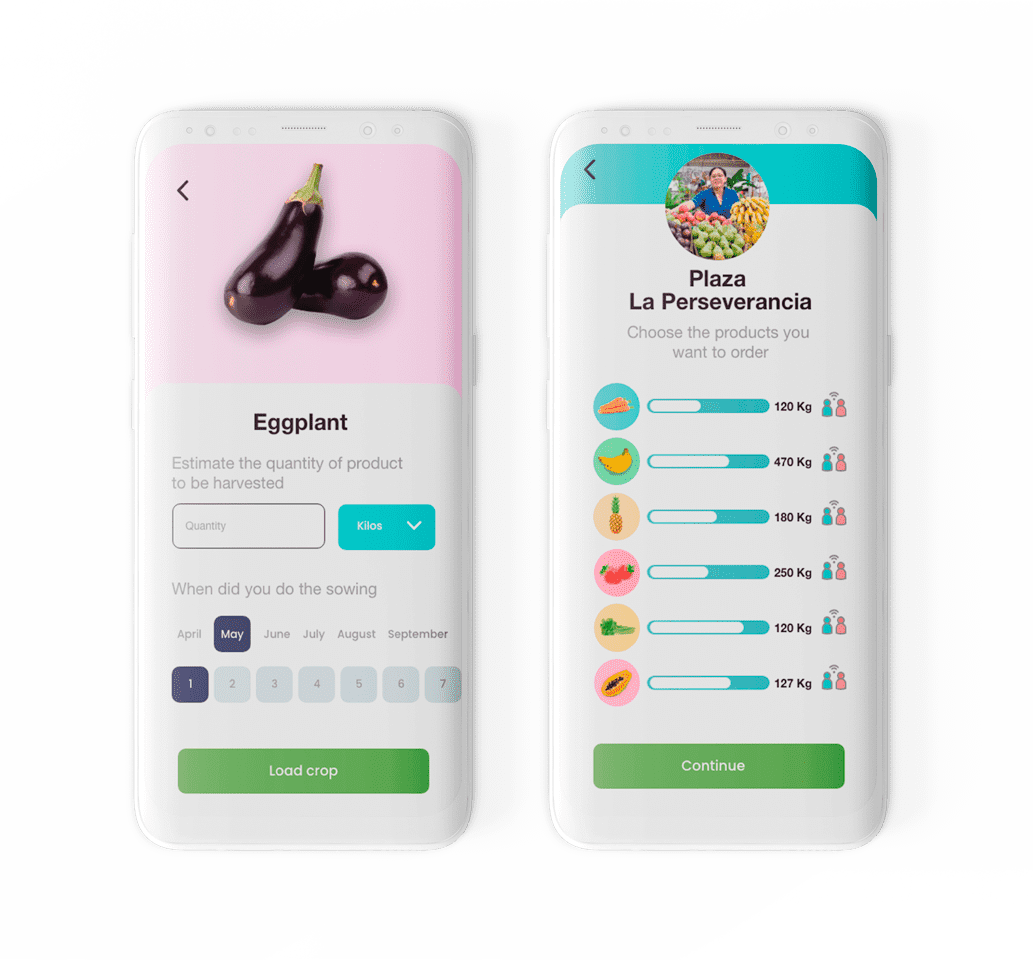 Eggplant
Estimate the quantity of product
to be harvested
Quantity
Kilos
When did you do the sowing
April May June July August September
1 2 3 4 5 6 7
Load crop
Plaza
La Perseverancia
Choose the products you
want to order
120 Kg
470 Kg
180 Kg
250 Kg
120 Kg
127 Kg
Continue